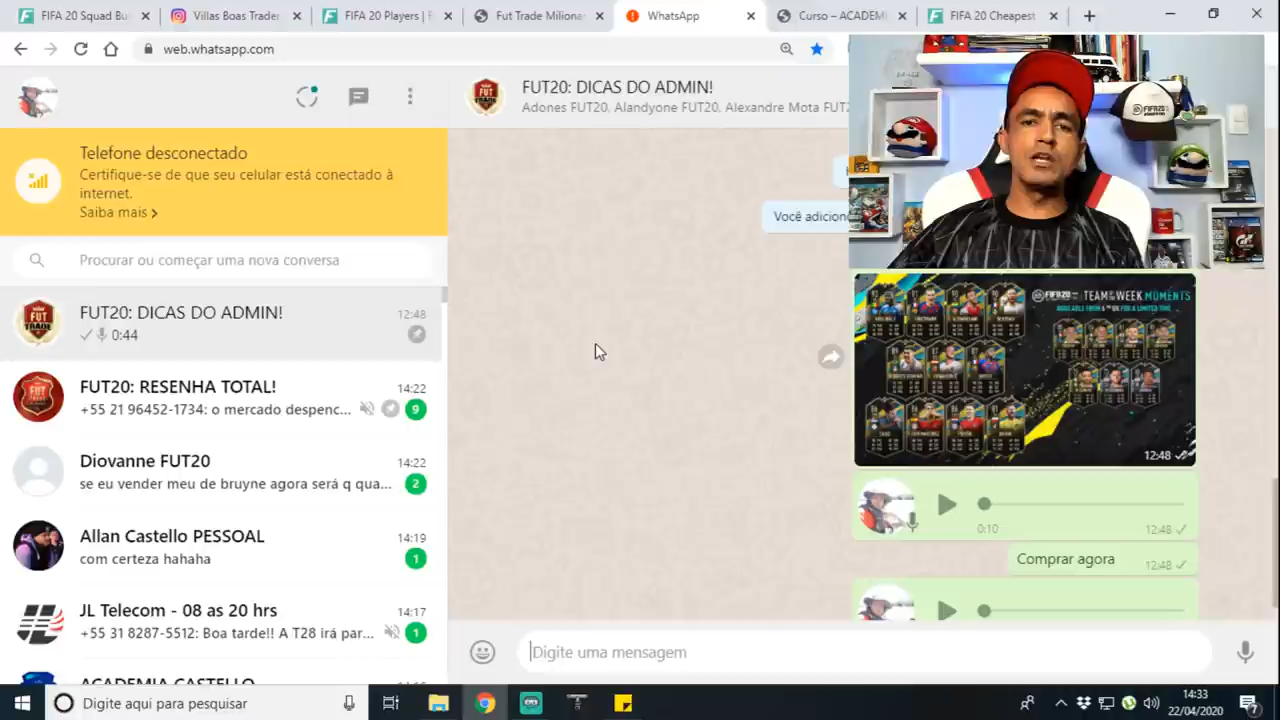 FIFA 20 Squad Bu
Villas Boas Trader
FIFA 20 Players | F
Fut Trade Miliona
WhatsApp
Curso – ACADEMI
FIFA 20 Cheapest
web.whatsapp.com
FUT20: DICAS DO ADMIN!
Adones FUT20, Alandyone FUT20, Alexandre Mota FUT2
Telefone desconectado
Certifique-se de que seu celular está conectado à
internet.
Saiba mais
Procurar ou começar uma nova conversa
Você adicion
FUT20: DICAS DO ADMIN!
12:48
0:44
FUT20: RESENHA TOTAL!
14:22
+55 21 96452-1734: o mercado despenc...
9
Diovanne FUT20
14:22
se eu vender meu de bruyne agora será q qua...
2
Allan Castello PESSOAL
14:19
com certeza hahaha
1
JL Telecom - 08 as 20 hrs
14:17
+55 31 8287-5512: Boa tarde!! A T28 irá par...
1
ACADEMIA CASTELLO
FIFA20
TEAM OF THE WEEK MOMENTS
12:48
0:10
12:48
Comprar agora
12:48
Digite uma mensagem
Digite aqui para pesquisar
14:33
22/04/2020
7